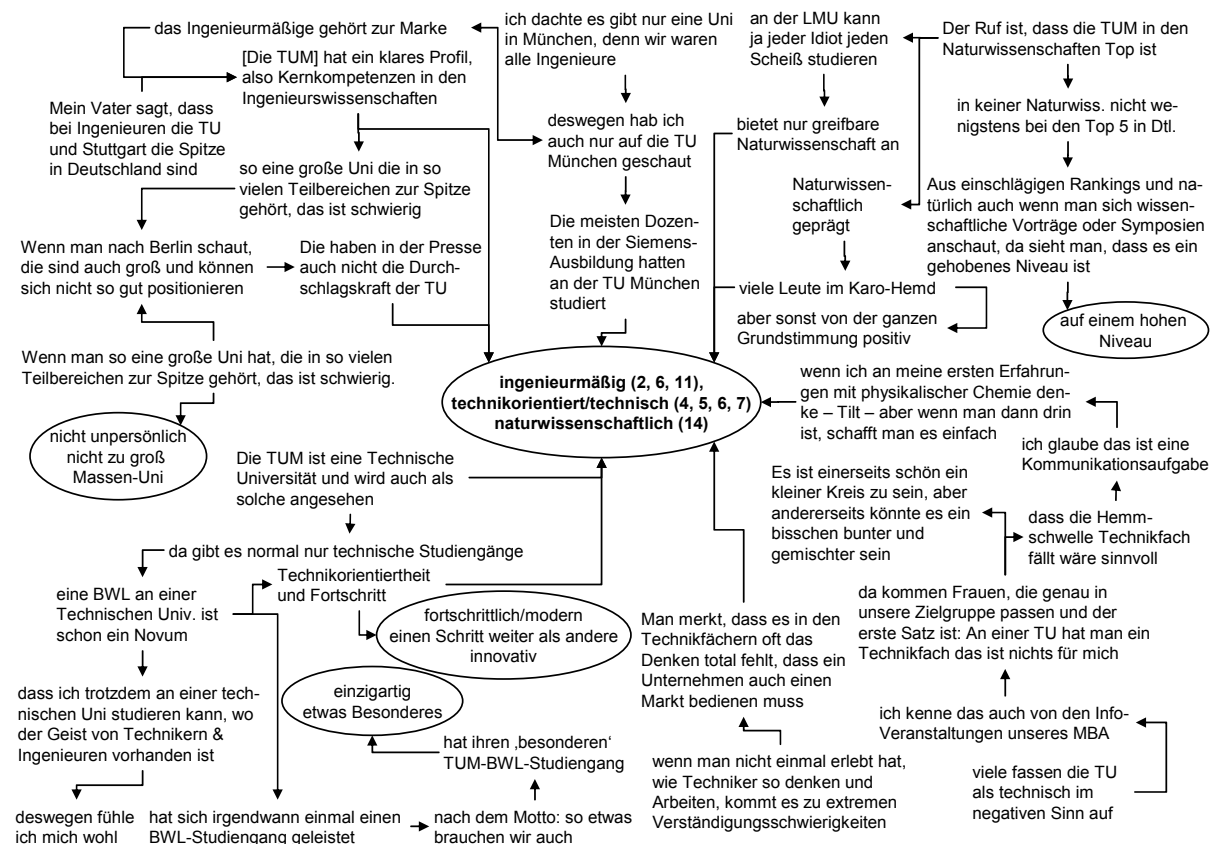 das Ingenieurmäßige gehört zur Marke
[Die TUM] hat ein klares Profil,
also Kernkompetenzen in den
Ingenieurswissenschaften
Mein Vater sagt, dass
bei Ingenieuren die TU
und Stuttgart die Spitze
in Deutschland sind
so eine große Uni die in so
vielen Teilbereichen zur Spitze
gehört, das ist schwierig
Wenn man nach Berlin schaut,
die sind auch groß und können
sich nicht so gut positionieren
Die haben in der Presse
auch nicht die Durch-
schlagskraft der TU
Wenn man so eine große Uni hat, die in so vielen
Teilbereichen zur Spitze gehört, das ist schwierig.
nicht unpersönlich
nicht zu groß
Massen-Uni
ich dachte es gibt nur eine Uni
in München, denn wir waren
alle Ingenieure
deswegen hab ich
auch nur auf die TU
München geschaut
Die meisten Dozen-
ten in der Siemens-
Ausbildung hatten
an der TU München
studiert
an der LMU kann
ja jeder Idiot jeden
Scheiß studieren
bietet nur greifbare
Naturwissenschaft an
Naturwissen-
schaftlich
geprägt
viele Leute im Karo-Hemd
aber sonst von der ganzen
Grundstimmung positiv
Der Ruf ist, dass die TUM in den
Naturwissenschaften Top ist
in keiner Naturwiss. nicht we-
nigstens bei den Top 5 in Dtl.
Aus einschlägigen Rankings und na-
türlich auch wenn man sich wissen-
schaftliche Vorträge oder Symposien
anschaut, da sieht man, dass es ein
gehobenes Niveau ist
auf einem hohen
Niveau
ingenieurmäßig (2, 6, 11),
technikorientiert/technisch (4, 5, 6, 7)
naturwissenschaftlich (14)
wenn ich an meine ersten Erfahrun-
gen mit physikalischer Chemie den-
ke – Tilt – aber wenn man dann drin
ist, schafft man es einfach
ich glaube das ist eine
Kommunikationsaufgabe
Es ist einerseits schön ein
kleiner Kreis zu sein, aber
andererseits könnte es ein
bisschen bunter und
gemischter sein
dass die Hemm-
schwelle Technikfach
fällt wäre sinnvoll
da kommen Frauen, die genau in
unsere Zielgruppe passen und der
erste Satz ist: An einer TU hat man ein
Technikfach das ist nichts für mich
ich kenne das auch von den Info-
Veranstaltungen unseres MBA
viele fassen die TU
als technisch im
negativen Sinn auf
Man merkt, dass es in den
Technikfächern oft das
Denken total fehlt, dass ein
Unternehmen auch einen
Markt bedienen muss
wenn man nicht einmal erlebt hat,
wie Techniker so denken und
Arbeiten, kommt es zu extremen
Verständigungsschwierigkeiten
Die TUM ist eine Technische
Universität und wird auch als
solche angesehen
da gibt es normal nur technische Studiengänge
Technikorientiertheit
und Fortschritt
eine BWL an einer
Technischen Univ. ist
schon ein Novum
fortschrittlich/modern
einen Schritt weiter als andere
innovativ
einzigartig
etwas Besonderes
dass ich trotzdem an einer tech-
nischen Uni studieren kann, wo
der Geist von Technikern &
Ingenieuren vorhanden ist
hat ihren ‚besonderen‘
TUM-BWL-Studiengang
deswegen fühle
ich mich wohl
hat sich irgendwann einmal einen
BWL-Studiengang geleistet
nach dem Motto: so etwas
brauchen wir auch